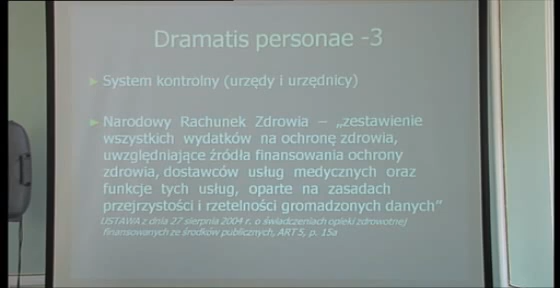 Dramatis personae -3
► System kontrolny (urzędy i urzędnicy)
► Narodowy Rachunek Zdrowia – „zestawienie
wszystkich wydatków na ochronę zdrowia,
uwzględniające źródła finansowania ochrony
zdrowia, dostawców usług medycznych oraz
funkcje tych usług, oparte na zasadach
przejrzystości i rzetelności gromadzonych danych”
USTAWA z dnia 27 sierpnia 2004 r. o świadczeniach opieki zdrowotnej
finansowanych ze środków publicznych, ART 5, p. 15a